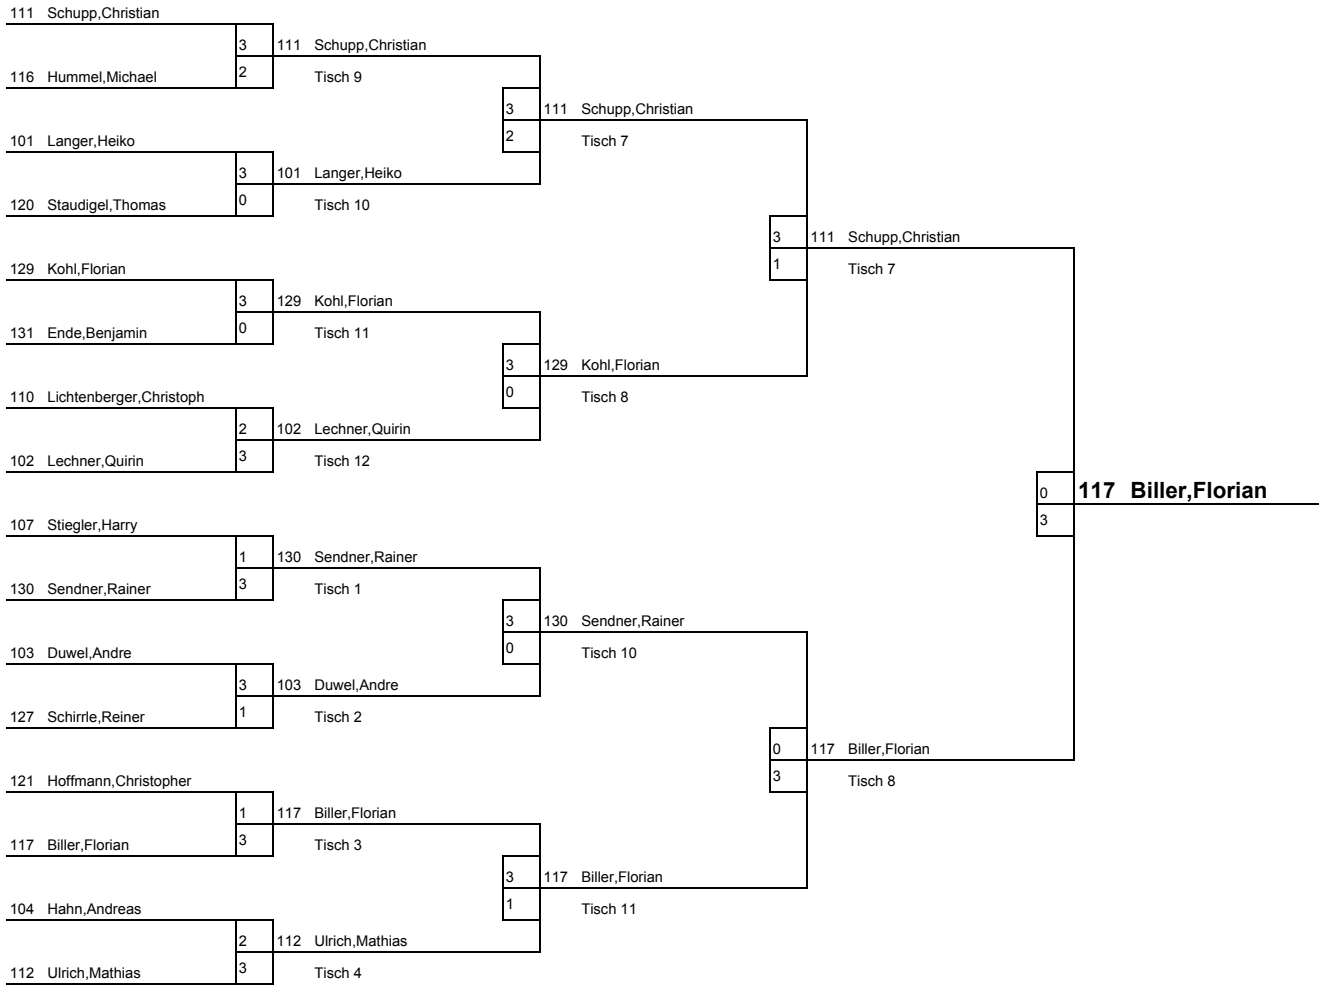 111 Schupp,Christian
3 111 Schupp,Christian
116 Hummel,Michael 2 Tisch 9
3 111 Schupp,Christian
101 Langer,Heiko 2 Tisch 7
3 101 Langer,Heiko
120 Staudigel,Thomas 0 Tisch 10
3 111 Schupp,Christian
129 Kohl,Florian 1 Tisch 7
3 129 Kohl,Florian
131 Ende,Benjamin 0 Tisch 11
3 129 Kohl,Florian
110 Lichtenberger,Christoph 0 Tisch 8
2 102 Lechner,Quirin
102 Lechner,Quirin 3 Tisch 12
0 117 Biller,Florian
107 Stiegler,Harry 3
1 130 Sendner,Rainer
130 Sendner,Rainer 3 Tisch 1
3 130 Sendner,Rainer
103 Duwel,Andre 0 Tisch 10
3 103 Duwel,Andre
127 Schirrle,Reiner 1 Tisch 2
0 117 Biller,Florian
121 Hoffmann,Christopher 3 Tisch 8
1 117 Biller,Florian
117 Biller,Florian 3 Tisch 3
3 117 Biller,Florian
104 Hahn,Andreas 1 Tisch 11
2 112 Ulrich,Mathias
112 Ulrich,Mathias 3 Tisch 4